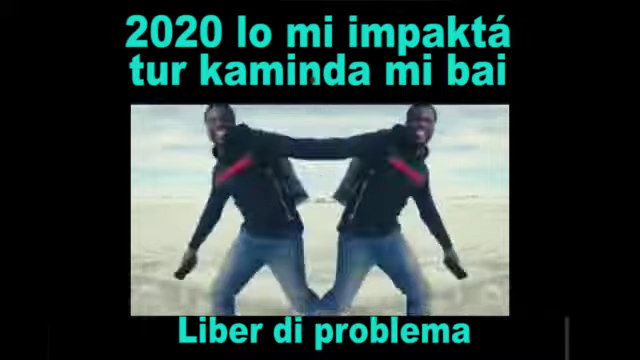 2020 lo mi impaktá
tur kaminda mi bai
Liber di problema